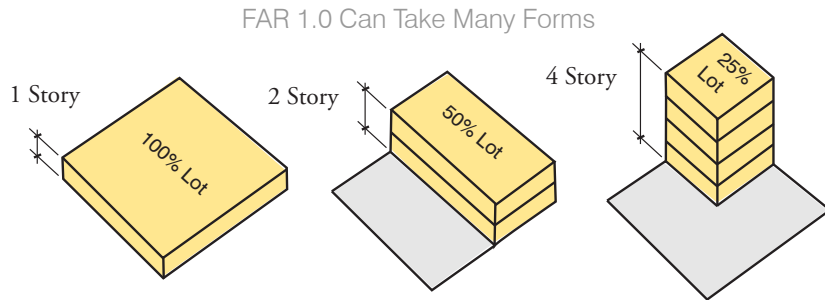 FAR 1.0 Can Take Many Forms
1 Story
100% Lot
2 Story
50% Lot
4 Story
25%
Lot